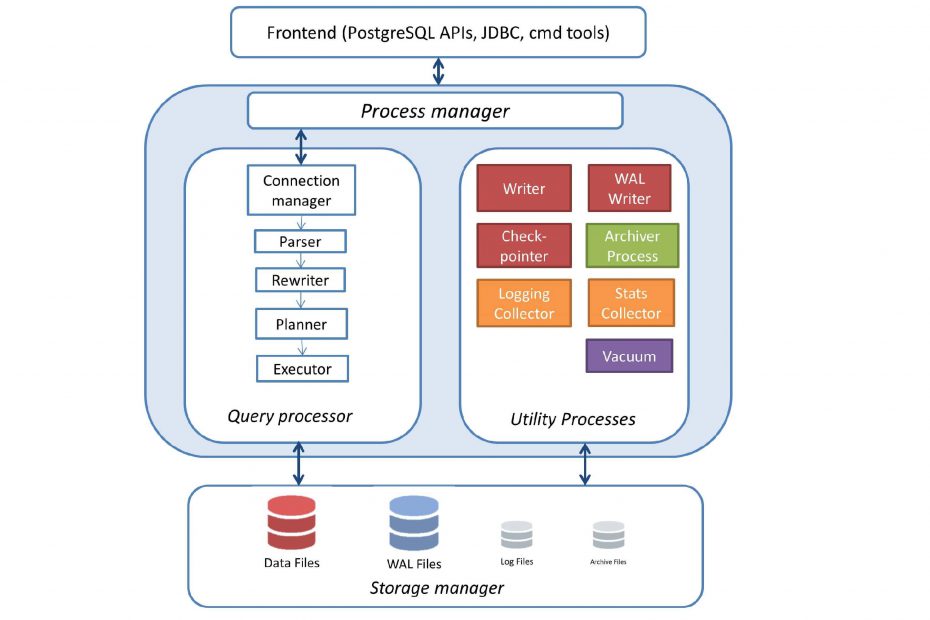 Frontend (PostgreSQL APIs, JDBC, cmd tools)
Process manager
Connection
manager
Parser
Rewriter
Planner
Executor
Query processor
Writer
WAL
Writer
Check-
pointer
Archiver
Process
Logging
Collector
Stats
Collector
Vacuum
Utility Processes
Data Files
WAL Files
Log Files
Archive Files
Storage manager